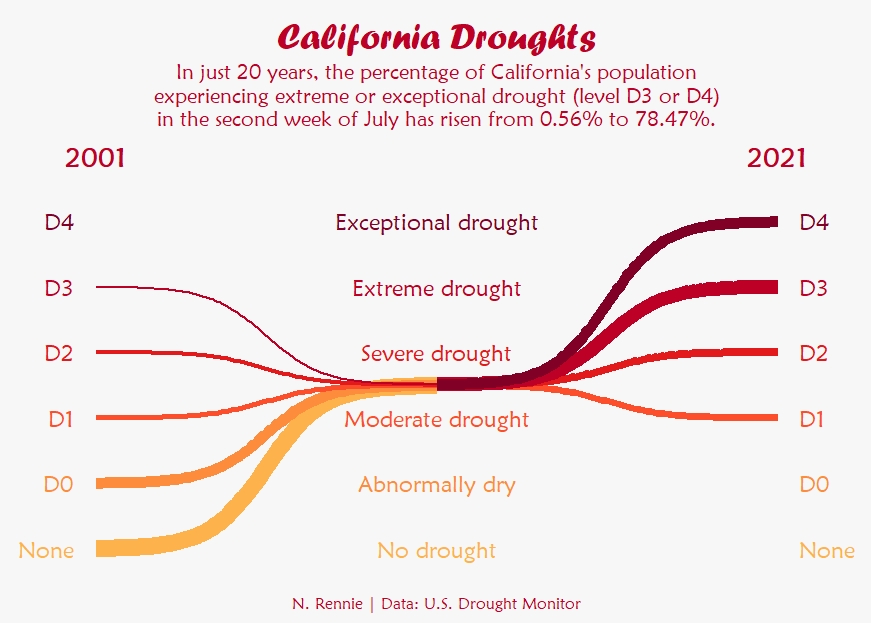 California Droughts
In just 20 years, the percentage of California's population
experiencing extreme or exceptional drought (level D3 or D4)
in the second week of July has risen from 0.56% to 78.47%.
2001 2021
D4 Exceptional drought D4
D3 Extreme drought D3
D2 Severe drought D2
D1 Moderate drought D1
D0 Abnormally dry D0
None No drought None
N. Rennie | Data: U.S. Drought Monitor